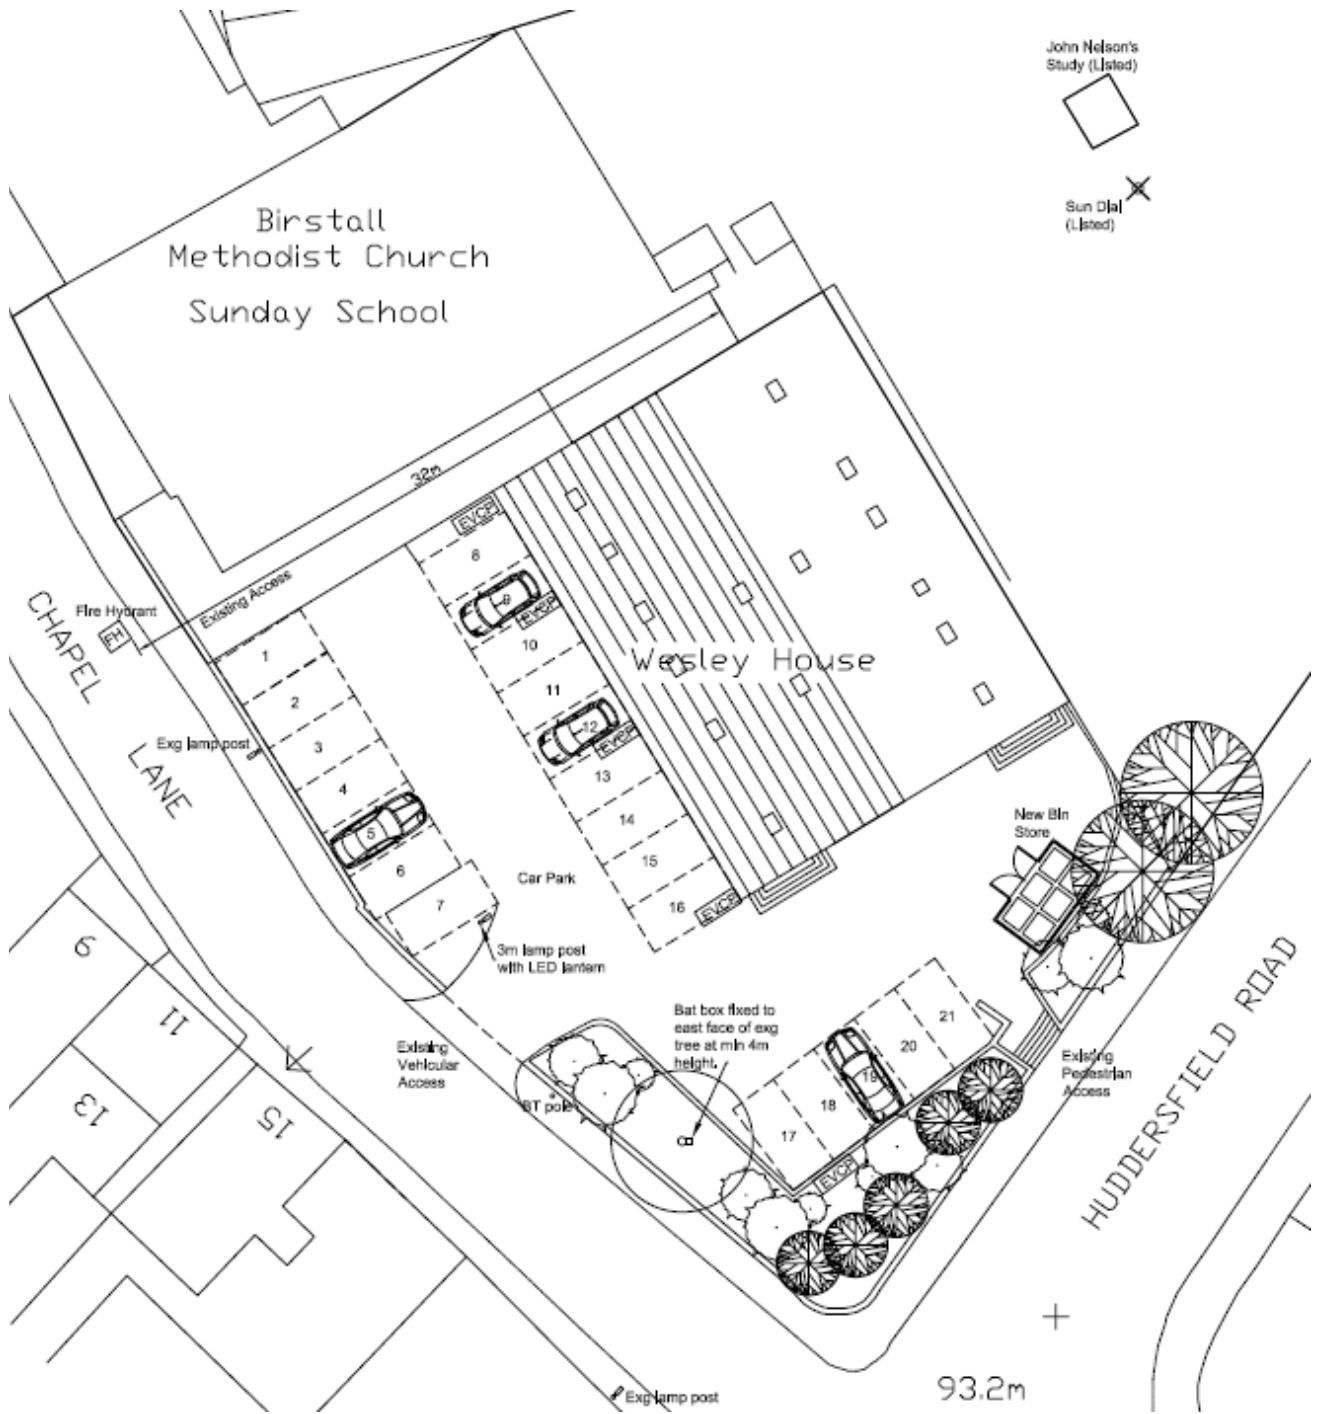 John Nelson's
Study (Listed)
Sun Dial
(Listed)
Birstall
Methodist Church
Sunday School
32m
EVCP
8
9
EVCP
10
11
12
EVCP
13
14
15
16
EVCP
Existing Access
Fire Hydrant
FH
CHAPEL
LANE
Exg lamp post
1
2
3
4
5
6
7
Car Park
3m lamp post
with LED lantern
Wesley House
New Bin
Store
Bat box fixed to
east face of exg
tree at min 4m
height.
Existing
Vehicular
Access
BT pole
17
18
19
20
21
EVCP
Existing
Pedestrian
Access
HUDDERSFIELD ROAD
9
11
13
15
Exg lamp post
93.2m